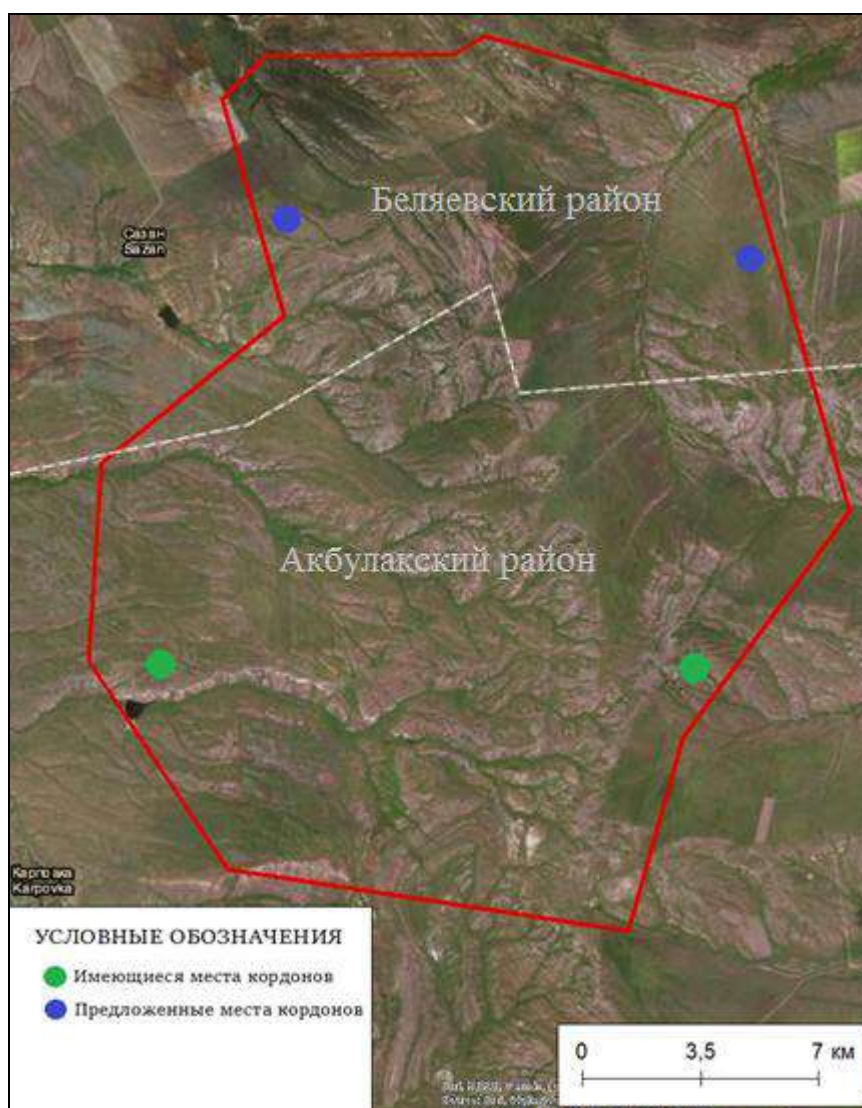 Беляевский район
Сазан
Sazan
Акбулакский район
Карповка
Karpovka
УСЛОВНЫЕ ОБОЗНАЧЕНИЯ
Имеющиеся места кордонов
Предложенные места кордонов
0 3,5 7 км